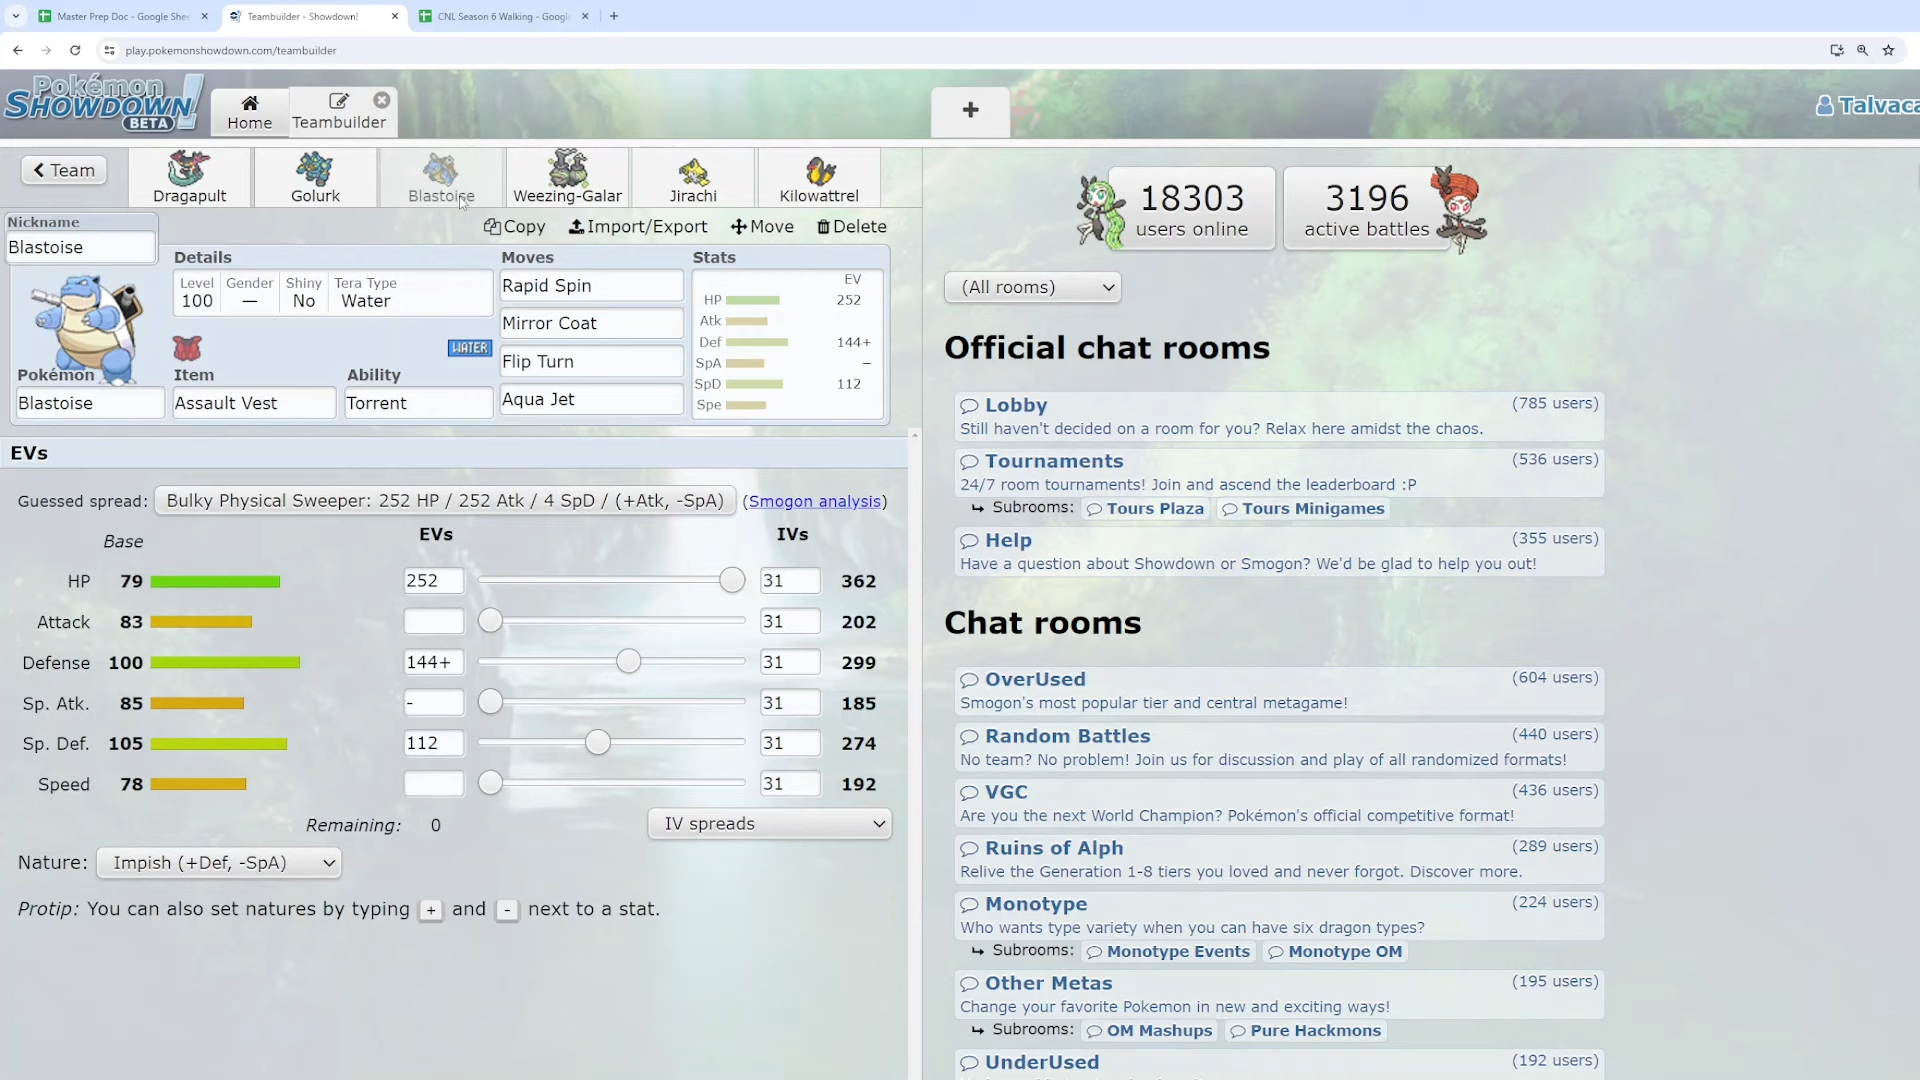 Master Prep Doc - Google She
Teambuilder - Showdown!
CNL Season 6 Walking - Google
play.pokemonshowdown.com/teambuilder
Pokémon
SHOWDOWN!
BETA
Home
Teambuilder
Talvaca
Team
Dragapult
Golurk
Blastoise
Weezing-Galar
Jirachi
Kilowattrel
Copy
Import/Export
Move
Delete
Nickname
Blastoise
Details
Level
100
Gender
—
Shiny
No
Tera Type
Water
WATER
Pokémon
Blastoise
Item
Assault Vest
Ability
Torrent
Moves
Rapid Spin
Mirror Coat
Flip Turn
Aqua Jet
Stats
EV
HP 252
Atk
Def 144+
SpA –
SpD 112
Spe
EVs
Guessed spread: Bulky Physical Sweeper: 252 HP / 252 Atk / 4 SpD / (+Atk, -SpA) (Smogon analysis)
Base EVs IVs
HP 79 252 31 362
Attack 83 31 202
Defense 100 144+ 31 299
Sp. Atk. 85 - 31 185
Sp. Def. 105 112 31 274
Speed 78 31 192
Remaining: 0
IV spreads
Nature: Impish (+Def, -SpA)
Protip: You can also set natures by typing + and - next to a stat.
18303
users online
3196
active battles
(All rooms)
Official chat rooms
Lobby (785 users)
Still haven't decided on a room for you? Relax here amidst the chaos.
Tournaments (536 users)
24/7 room tournaments! Join and ascend the leaderboard :P
Subrooms: Tours Plaza Tours Minigames
Help (355 users)
Have a question about Showdown or Smogon? We'd be glad to help you out!
Chat rooms
OverUsed (604 users)
Smogon's most popular tier and central metagame!
Random Battles (440 users)
No team? No problem! Join us for discussion and play of all randomized formats!
VGC (436 users)
Are you the next World Champion? Pokémon's official competitive format!
Ruins of Alph (289 users)
Relive the Generation 1-8 tiers you loved and never forgot. Discover more.
Monotype (224 users)
Who wants type variety when you can have six dragon types?
Subrooms: Monotype Events Monotype OM
Other Metas (195 users)
Change your favorite Pokemon in new and exciting ways!
Subrooms: OM Mashups Pure Hackmons
UnderUsed (192 users)